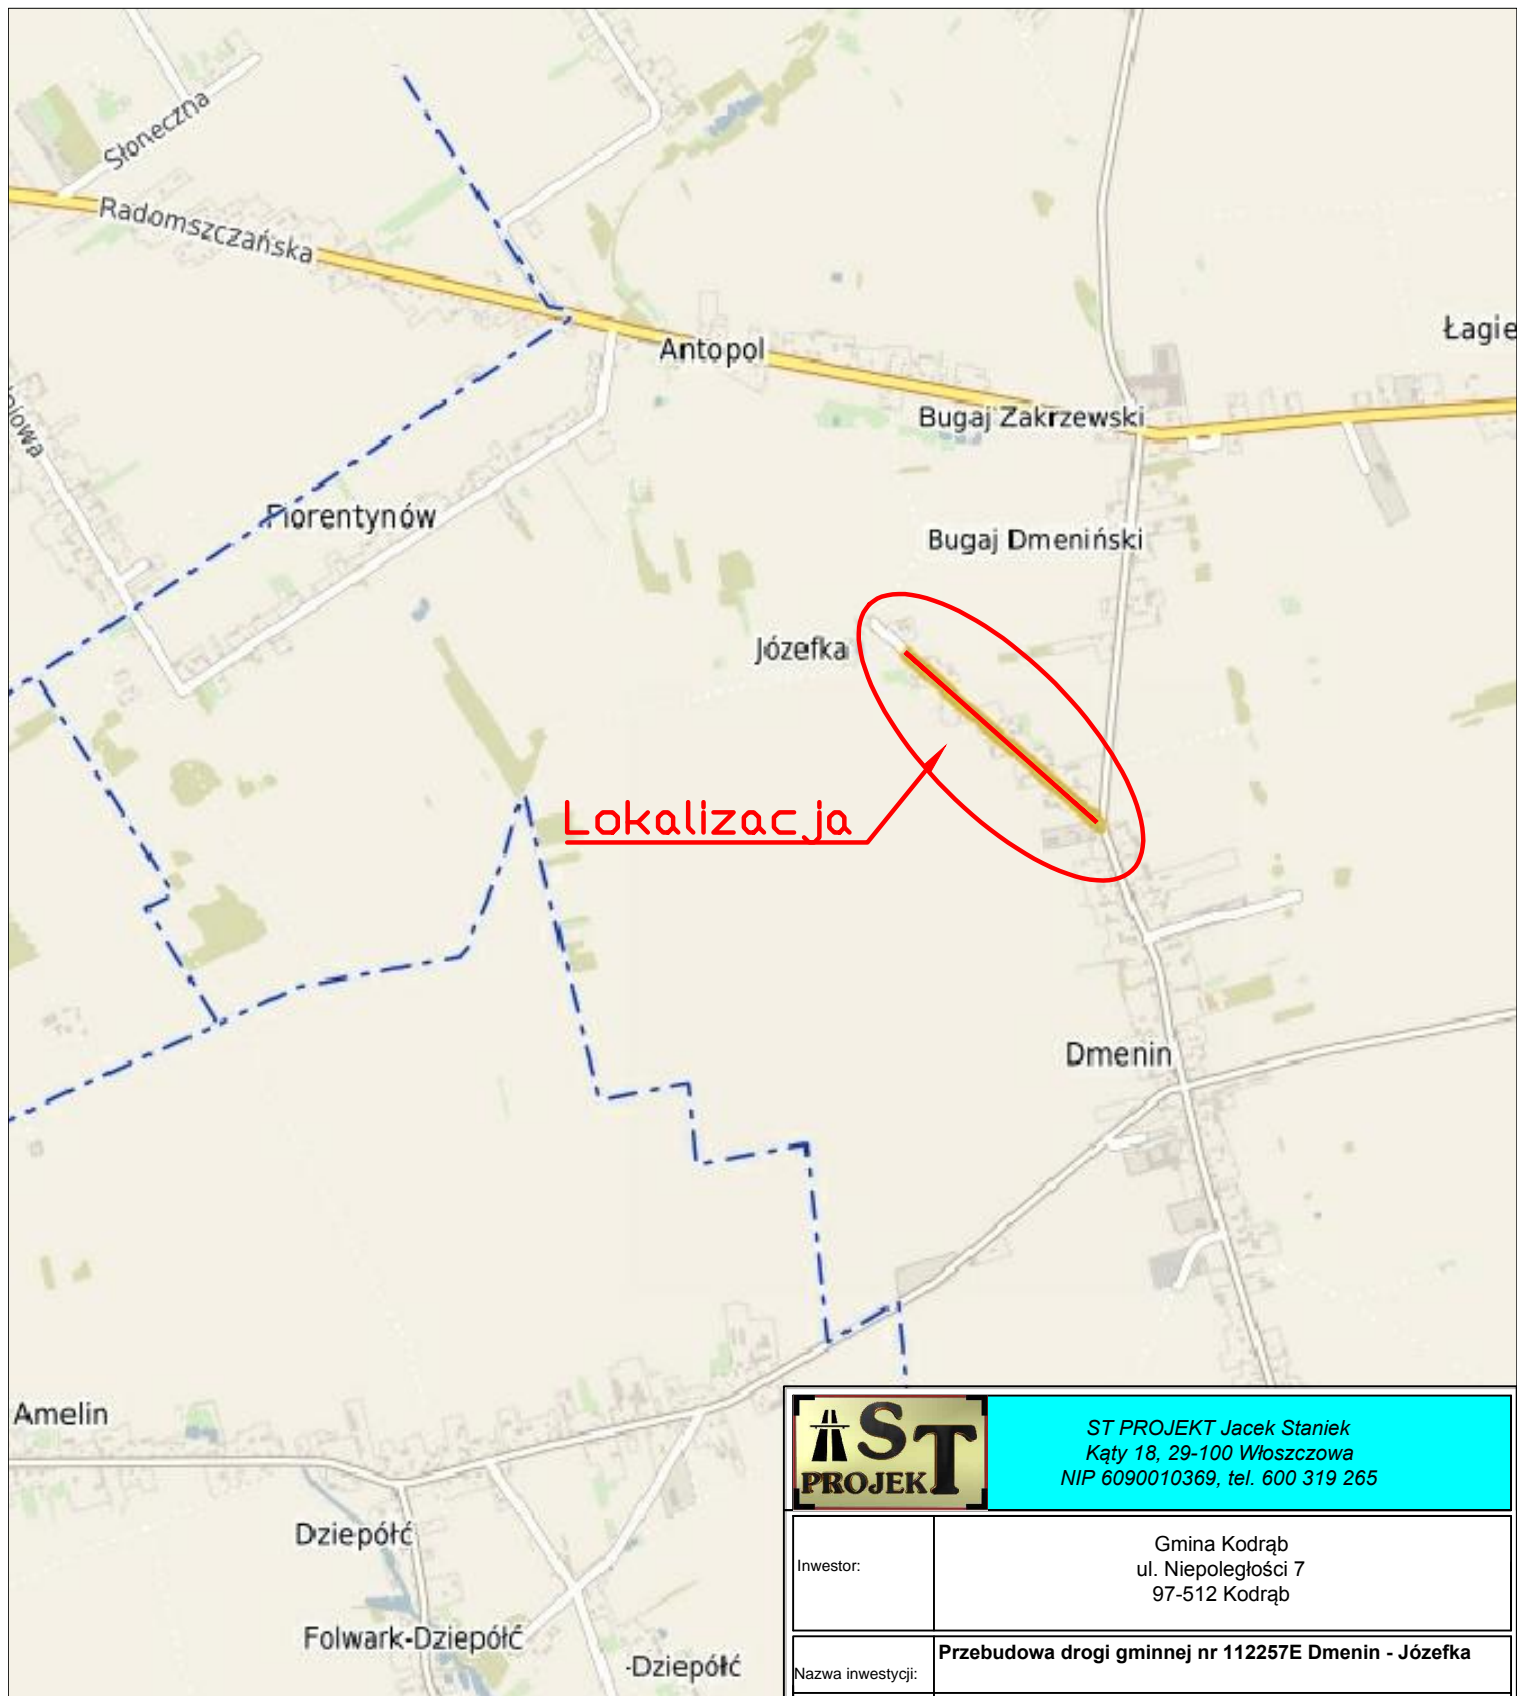 Słoneczna
Radomszczańska
Antopol
Łagie
Bugaj Zakrzewski
Florentynów
Bugaj Dmeniński
Józefka
Lokalizacja
Dmenin
Amelin
Dziepółć
Folwark-Dziepółć
-Dziepółć
ST
PROJEKT
ST PROJEKT Jacek Staniek
Kąty 18, 29-100 Włoszczowa
NIP 6090010369, tel. 600 319 265
Inwestor:
Gmina Kodrąb
ul. Niepoległości 7
97-512 Kodrąb
Nazwa inwestycji:
Przebudowa drogi gminnej nr 112257E Dmenin - Józefka